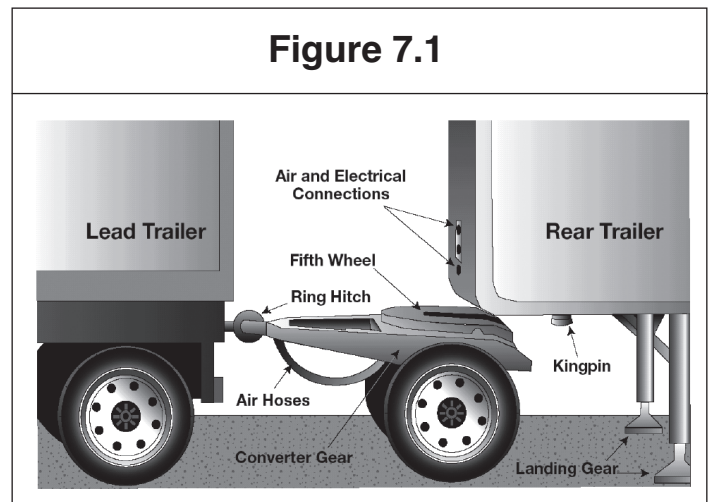 Figure 7.1
Air and Electrical
Connections
Lead Trailer
Rear Trailer
Fifth Wheel
Ring Hitch
Kingpin
Air Hoses
Converter Gear
Landing Gear